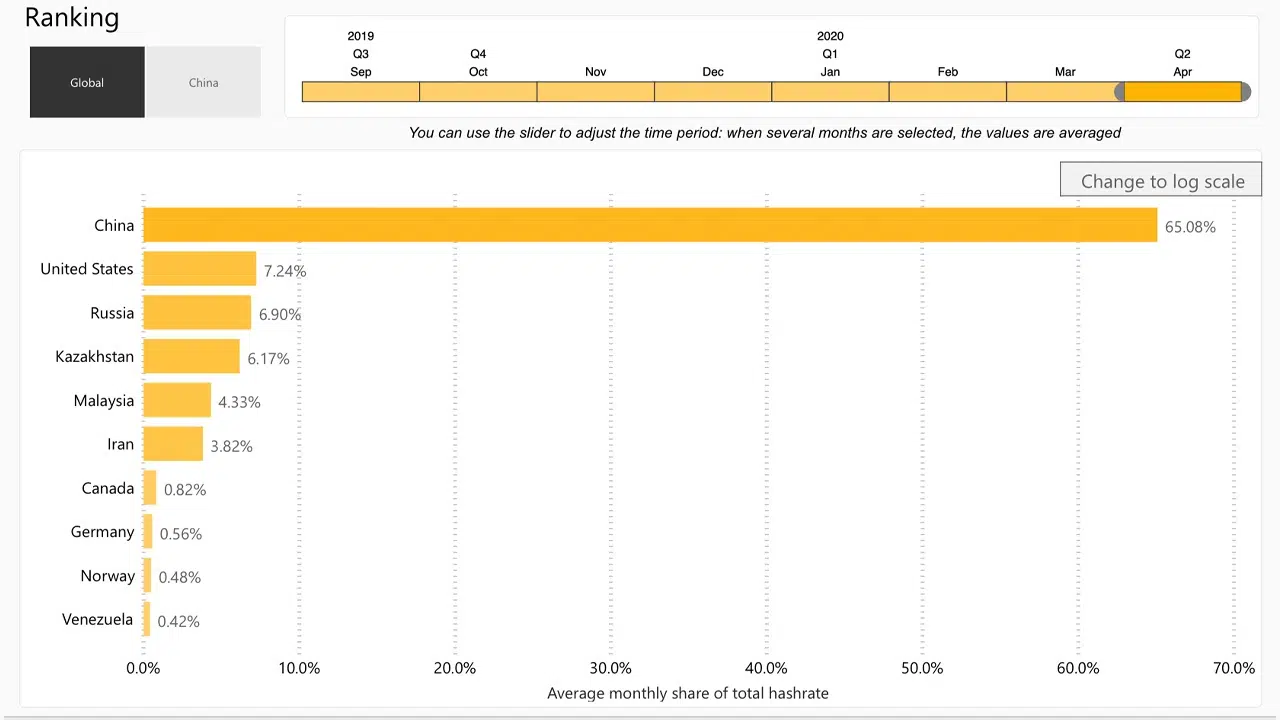 Ranking
Global
China
2019
2020
Q3
Q4
Q1
Q2
Sep
Oct
Nov
Dec
Jan
Feb
Mar
Apr
You can use the slider to adjust the time period: when several months are selected, the values are averaged
Change to log scale
China 65.08%
United States 7.24%
Russia 6.90%
Kazakhstan 6.17%
Malaysia 4.33%
Iran 3.82%
Canada 0.82%
Germany 0.56%
Norway 0.48%
Venezuela 0.42%
0.0% 10.0% 20.0% 30.0% 40.0% 50.0% 60.0% 70.0%
Average monthly share of total hashrate